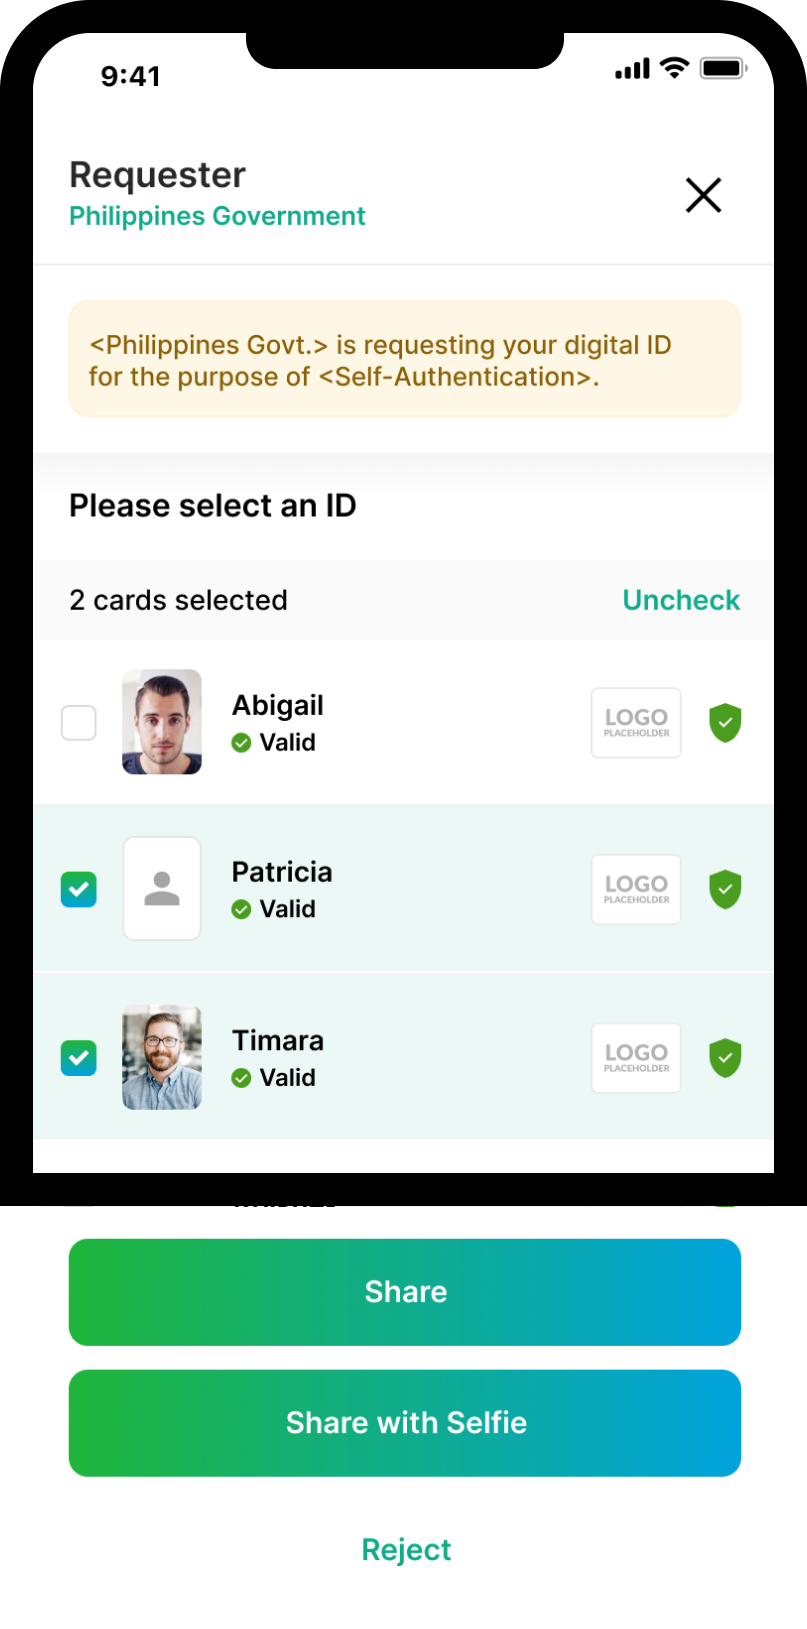 9:41
Requester
Philippines Government
<Philippines Govt.> is requesting your digital ID
for the purpose of <Self-Authentication>.
Please select an ID
2 cards selected
Uncheck
Abigail
Valid
LOGO
PLACEHOLDER
Patricia
Valid
LOGO
PLACEHOLDER
Timara
Valid
LOGO
PLACEHOLDER
Share
Share with Selfie
Reject